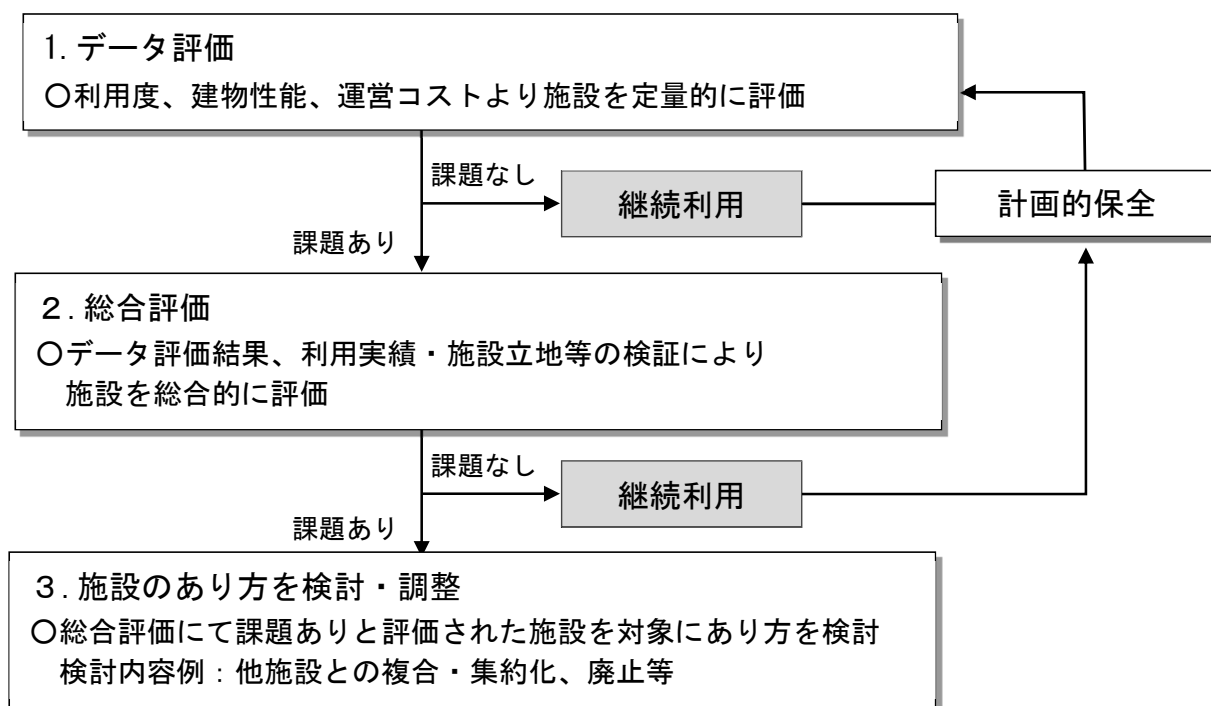 1. データ評価
〇利用度、建物性能、運営コストより施設を定量的に評価
課題なし
継続利用
計画的保全
課題あり
２. 総合評価
〇データ評価結果、利用実績・施設立地等の検証により
施設を総合的に評価
課題なし
継続利用
課題あり
３. 施設のあり方を検討・調整
〇総合評価にて課題ありと評価された施設を対象にあり方を検討
検討内容例：他施設との複合・集約化、廃止等